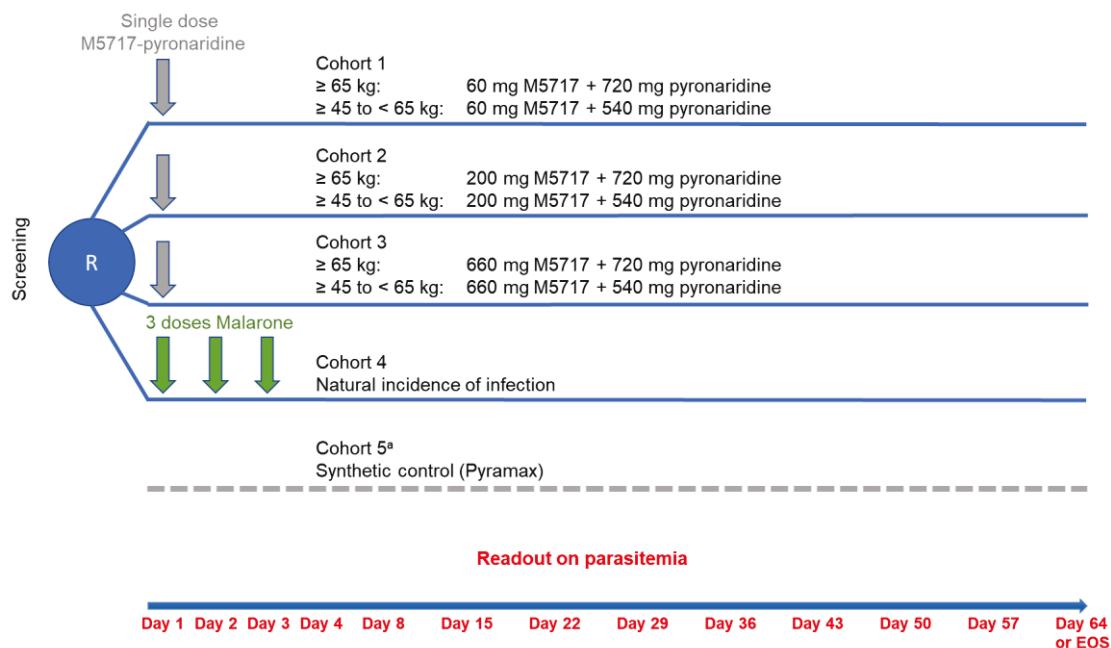 Single dose
M5717-pyronaridine
Cohort 1
≥ 65 kg: 60 mg M5717 + 720 mg pyronaridine
≥ 45 to < 65 kg: 60 mg M5717 + 540 mg pyronaridine
Cohort 2
≥ 65 kg: 200 mg M5717 + 720 mg pyronaridine
≥ 45 to < 65 kg: 200 mg M5717 + 540 mg pyronaridine
Screening
R
Cohort 3
≥ 65 kg: 660 mg M5717 + 720 mg pyronaridine
≥ 45 to < 65 kg: 660 mg M5717 + 540 mg pyronaridine
3 doses Malarone
Cohort 4
Natural incidence of infection
Cohort 5ª
Synthetic control (Pyramax)
Readout on parasitemia
Day 1 Day 2 Day 3 Day 4 Day 8 Day 15 Day 22 Day 29 Day 36 Day 43 Day 50 Day 57 Day 64
or EOS